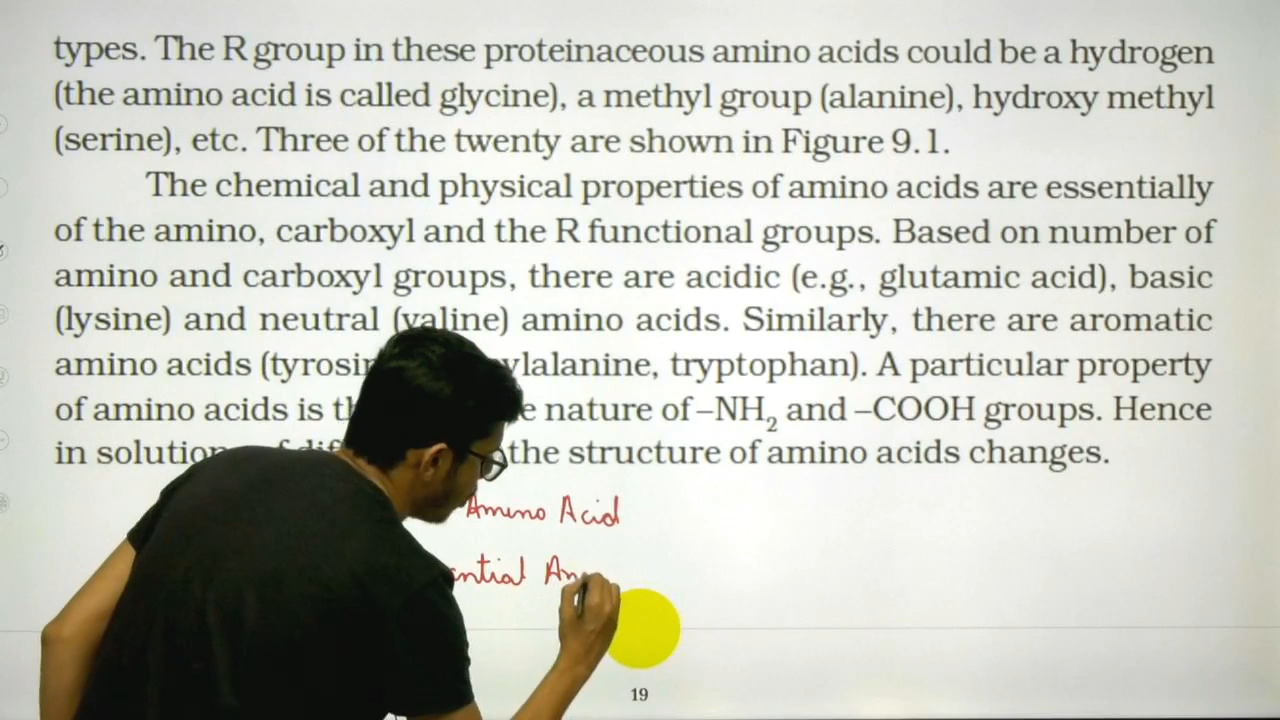 types. The R group in these proteinaceous amino acids could be a hydrogen
(the amino acid is called glycine), a methyl group (alanine), hydroxy methyl
(serine), etc. Three of the twenty are shown in Figure 9.1.
The chemical and physical properties of amino acids are essentially
of the amino, carboxyl and the R functional groups. Based on number of
amino and carboxyl groups, there are acidic (e.g., glutamic acid), basic
(lysine) and neutral (valine) amino acids. Similarly, there are aromatic
amino acids (tyrosin ylalanine, tryptophan). A particular property
of amino acids is th e nature of –NH₂ and –COOH groups. Hence
in solution the structure of amino acids changes.
Amino Acid
ntial Am
19